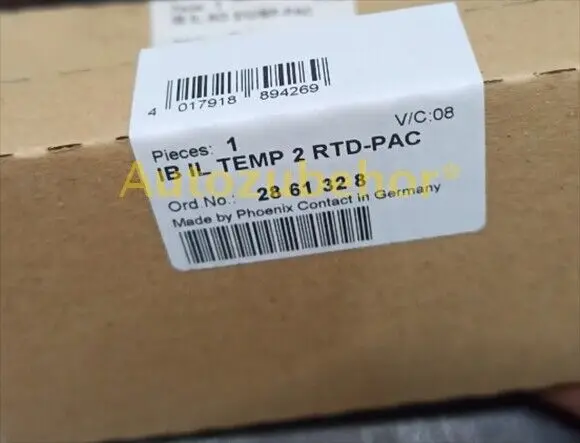 4 017918 894269
V/C:08
Pieces: 1
IB IL TEMP 2 RTD-PAC
Autozubehor*
Ord No.: 28 61 32 8
Made by Phoenix Contact in Germany